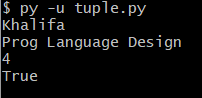 $ py -u tuple.py
Khalifa
Prog Language Design
4
True